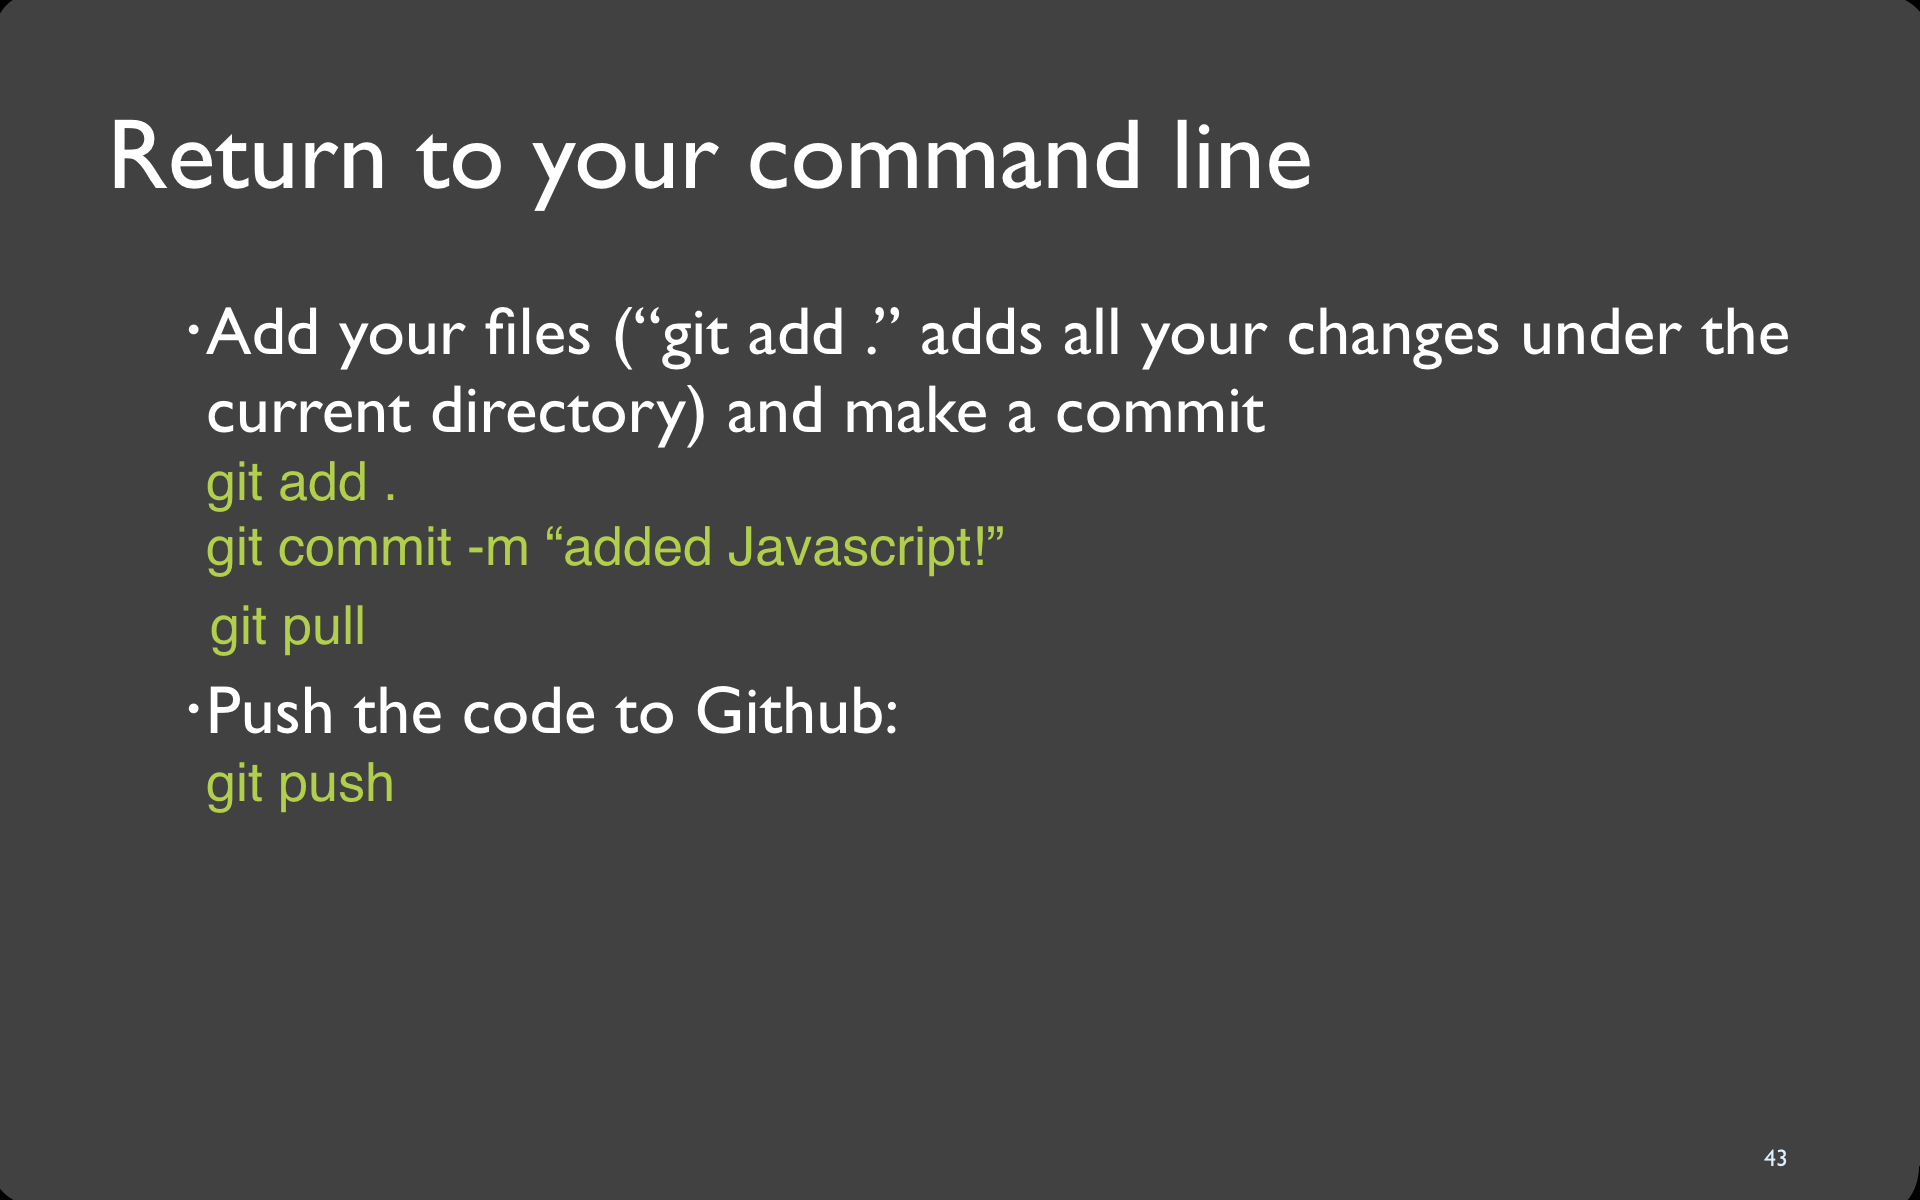 Return to your command line
·Add your files (“git add .” adds all your changes under the
current directory) and make a commit
git add .
git commit -m “added Javascript!”
git pull
·Push the code to Github:
git push
43